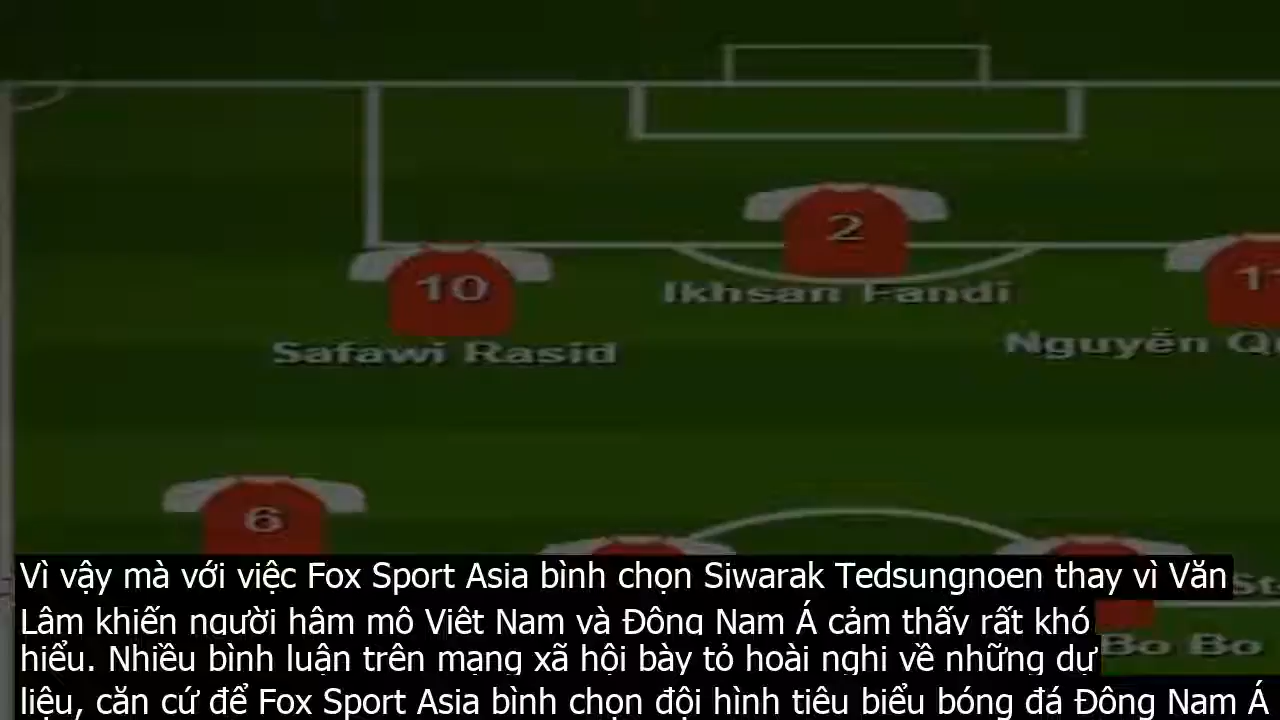 2
10
11
Ikhsan Fandi
Safawi Rasid
Nguyễn
6
Vì vậy mà với việc Fox Sport Asia bình chọn Siwarak Tedsungnoen thay vì Văn
Lâm khiến người hâm mộ Việt Nam và Đông Nam Á cảm thấy rất khó
Bo Bo
hiểu. Nhiều bình luận trên mạng xã hội bày tỏ hoài nghi về những dự
liệu, căn cứ để Fox Sport Asia bình chọn đội hình tiêu biểu bóng đá Đông Nam Á